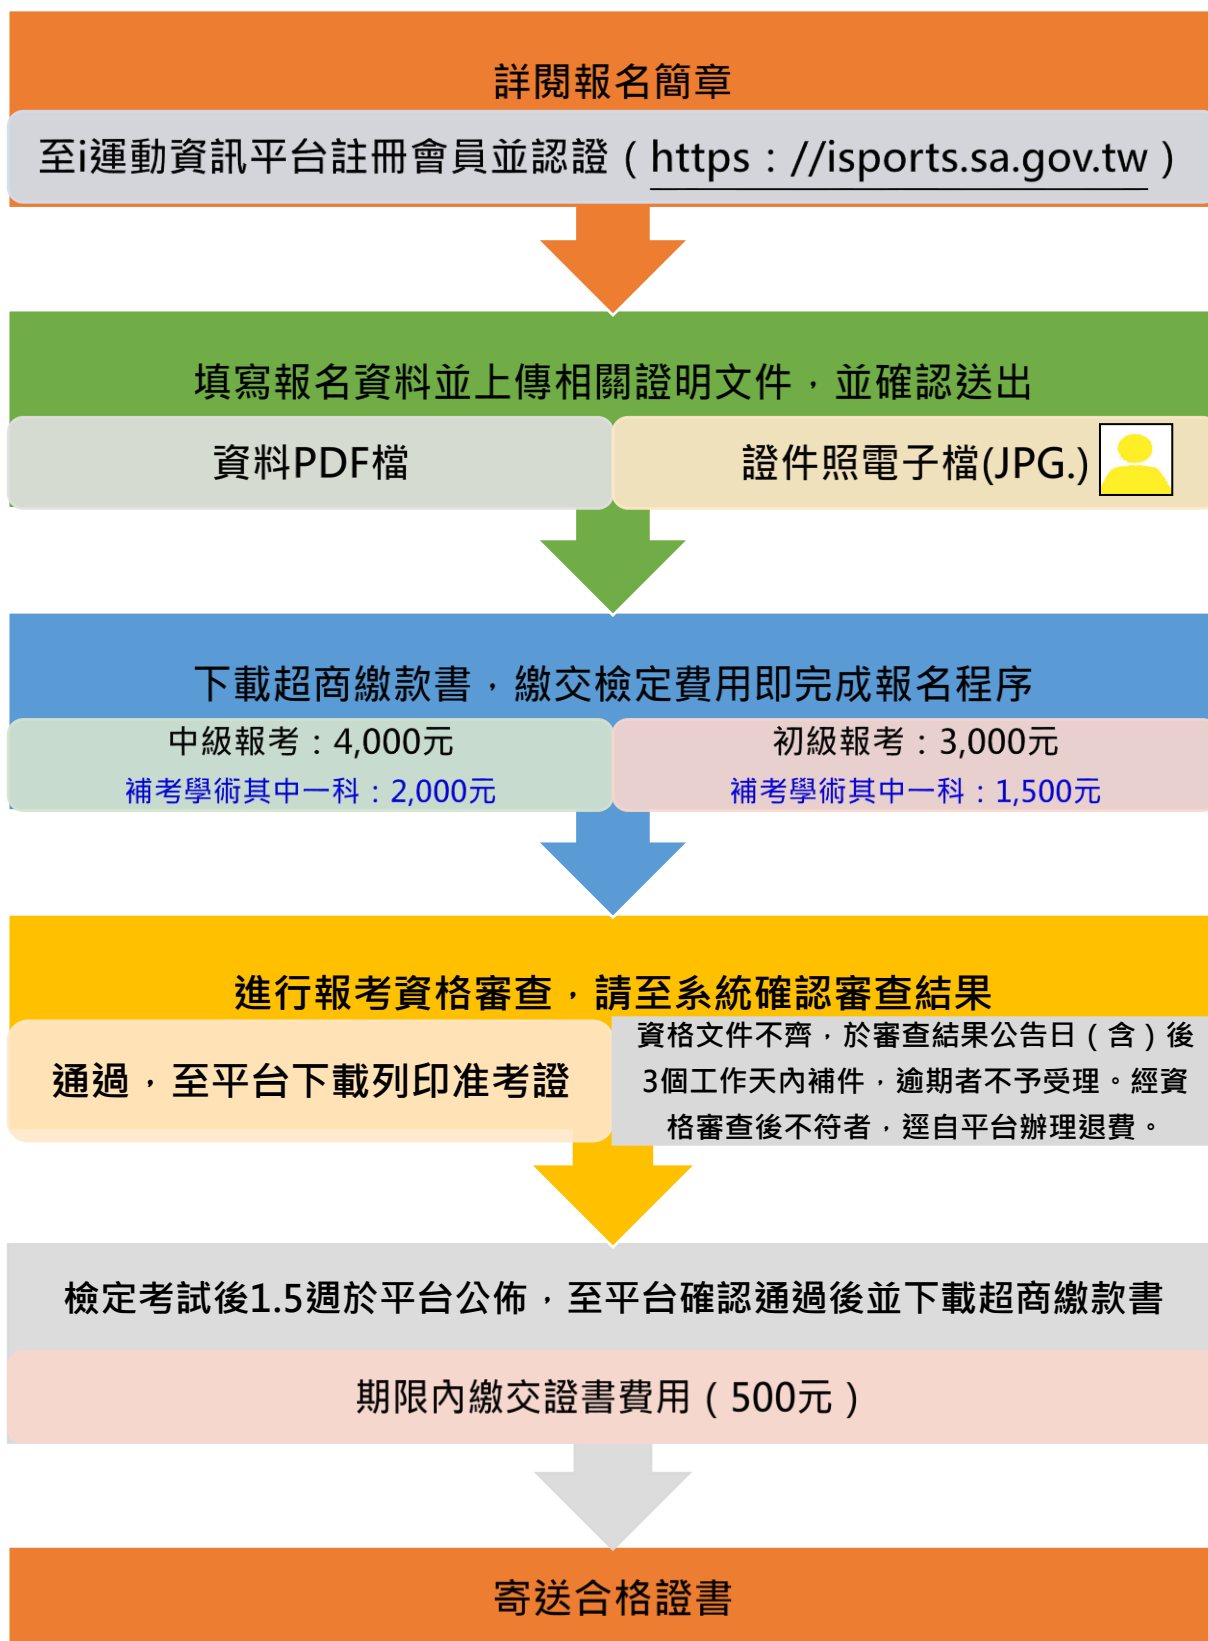 詳閱報名簡章
至i運動資訊平台註冊會員並認證（https：//isports.sa.gov.tw）
填寫報名資料並上傳相關證明文件，並確認送出
資料PDF檔
證件照電子檔(JPG.)
下載超商繳款書，繳交檢定費用即完成報名程序
中級報考：4,000元
補考學術其中一科：2,000元
初級報考：3,000元
補考學術其中一科：1,500元
進行報考資格審查，請至系統確認審查結果
通過，至平台下載列印准考證
資格文件不齊，於審查結果公告日（含）後
3個工作天內補件，逾期者不予受理。經資
格審查後不符者，逕自平台辦理退費。
檢定考試後1.5週於平台公佈，至平台確認通過後並下載超商繳款書
期限內繳交證書費用（500元）
寄送合格證書